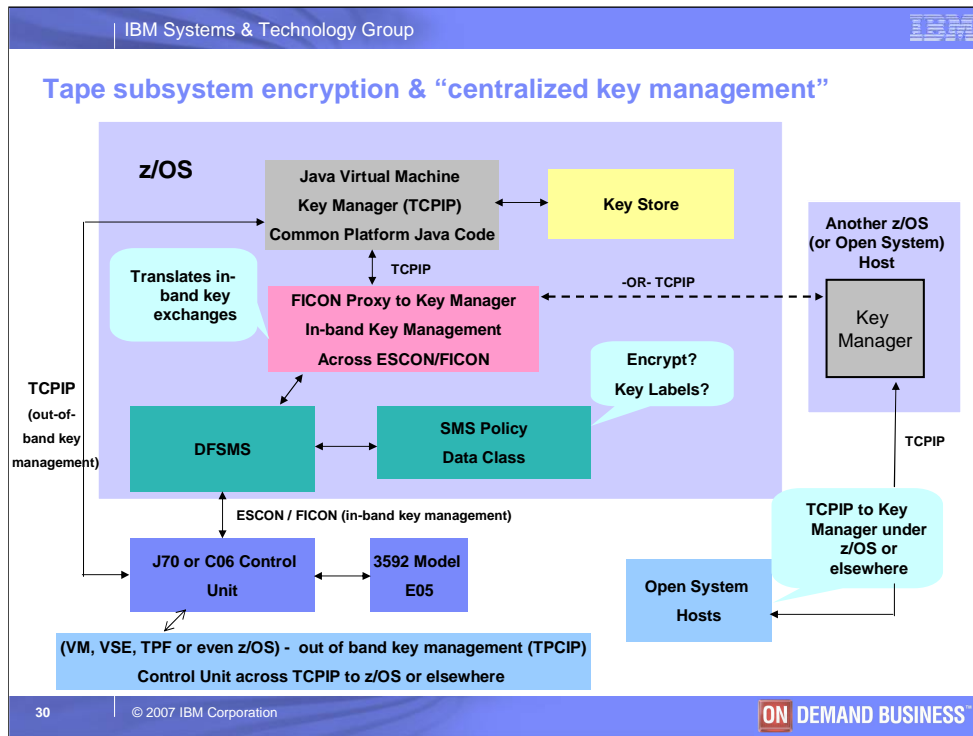 IBM Systems & Technology Group
IBM
Tape subsystem encryption & “centralized key management”
z/OS
Java Virtual Machine
Key Manager (TCPIP)
Common Platform Java Code
Key Store
Another z/OS
(or Open System)
Host
Key
Manager
TCPIP
Translates in-
band key
exchanges
FICON Proxy to Key Manager
In-band Key Management
Across ESCON/FICON
-OR- TCPIP
Encrypt?
Key Labels?
TCPIP
(out-of-
band key
management)
DFSMS
SMS Policy
Data Class
TCPIP
ESCON / FICON (in-band key management)
TCPIP to Key
Manager under
z/OS or
elsewhere
J70 or C06 Control
Unit
3592 Model
E05
Open System
Hosts
(VM, VSE, TPF or even z/OS) - out of band key management (TPCIP)
Control Unit across TCPIP to z/OS or elsewhere
30
© 2007 IBM Corporation
ON DEMAND BUSINESS™